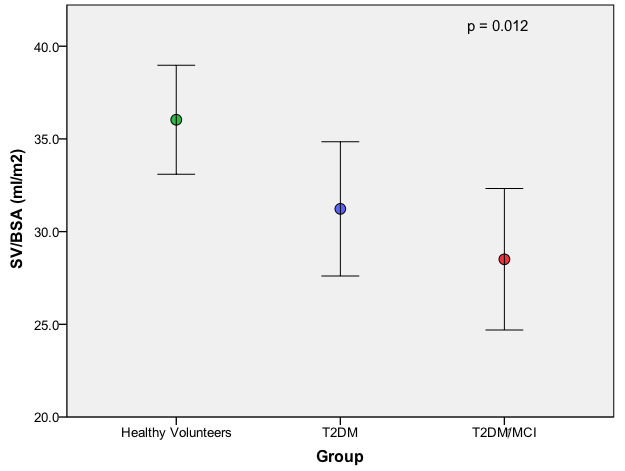 p = 0.012
40.0
35.0
30.0
25.0
20.0
SV/BSA (ml/m2)
Healthy Volunteers
T2DM
T2DM/MCI
Group